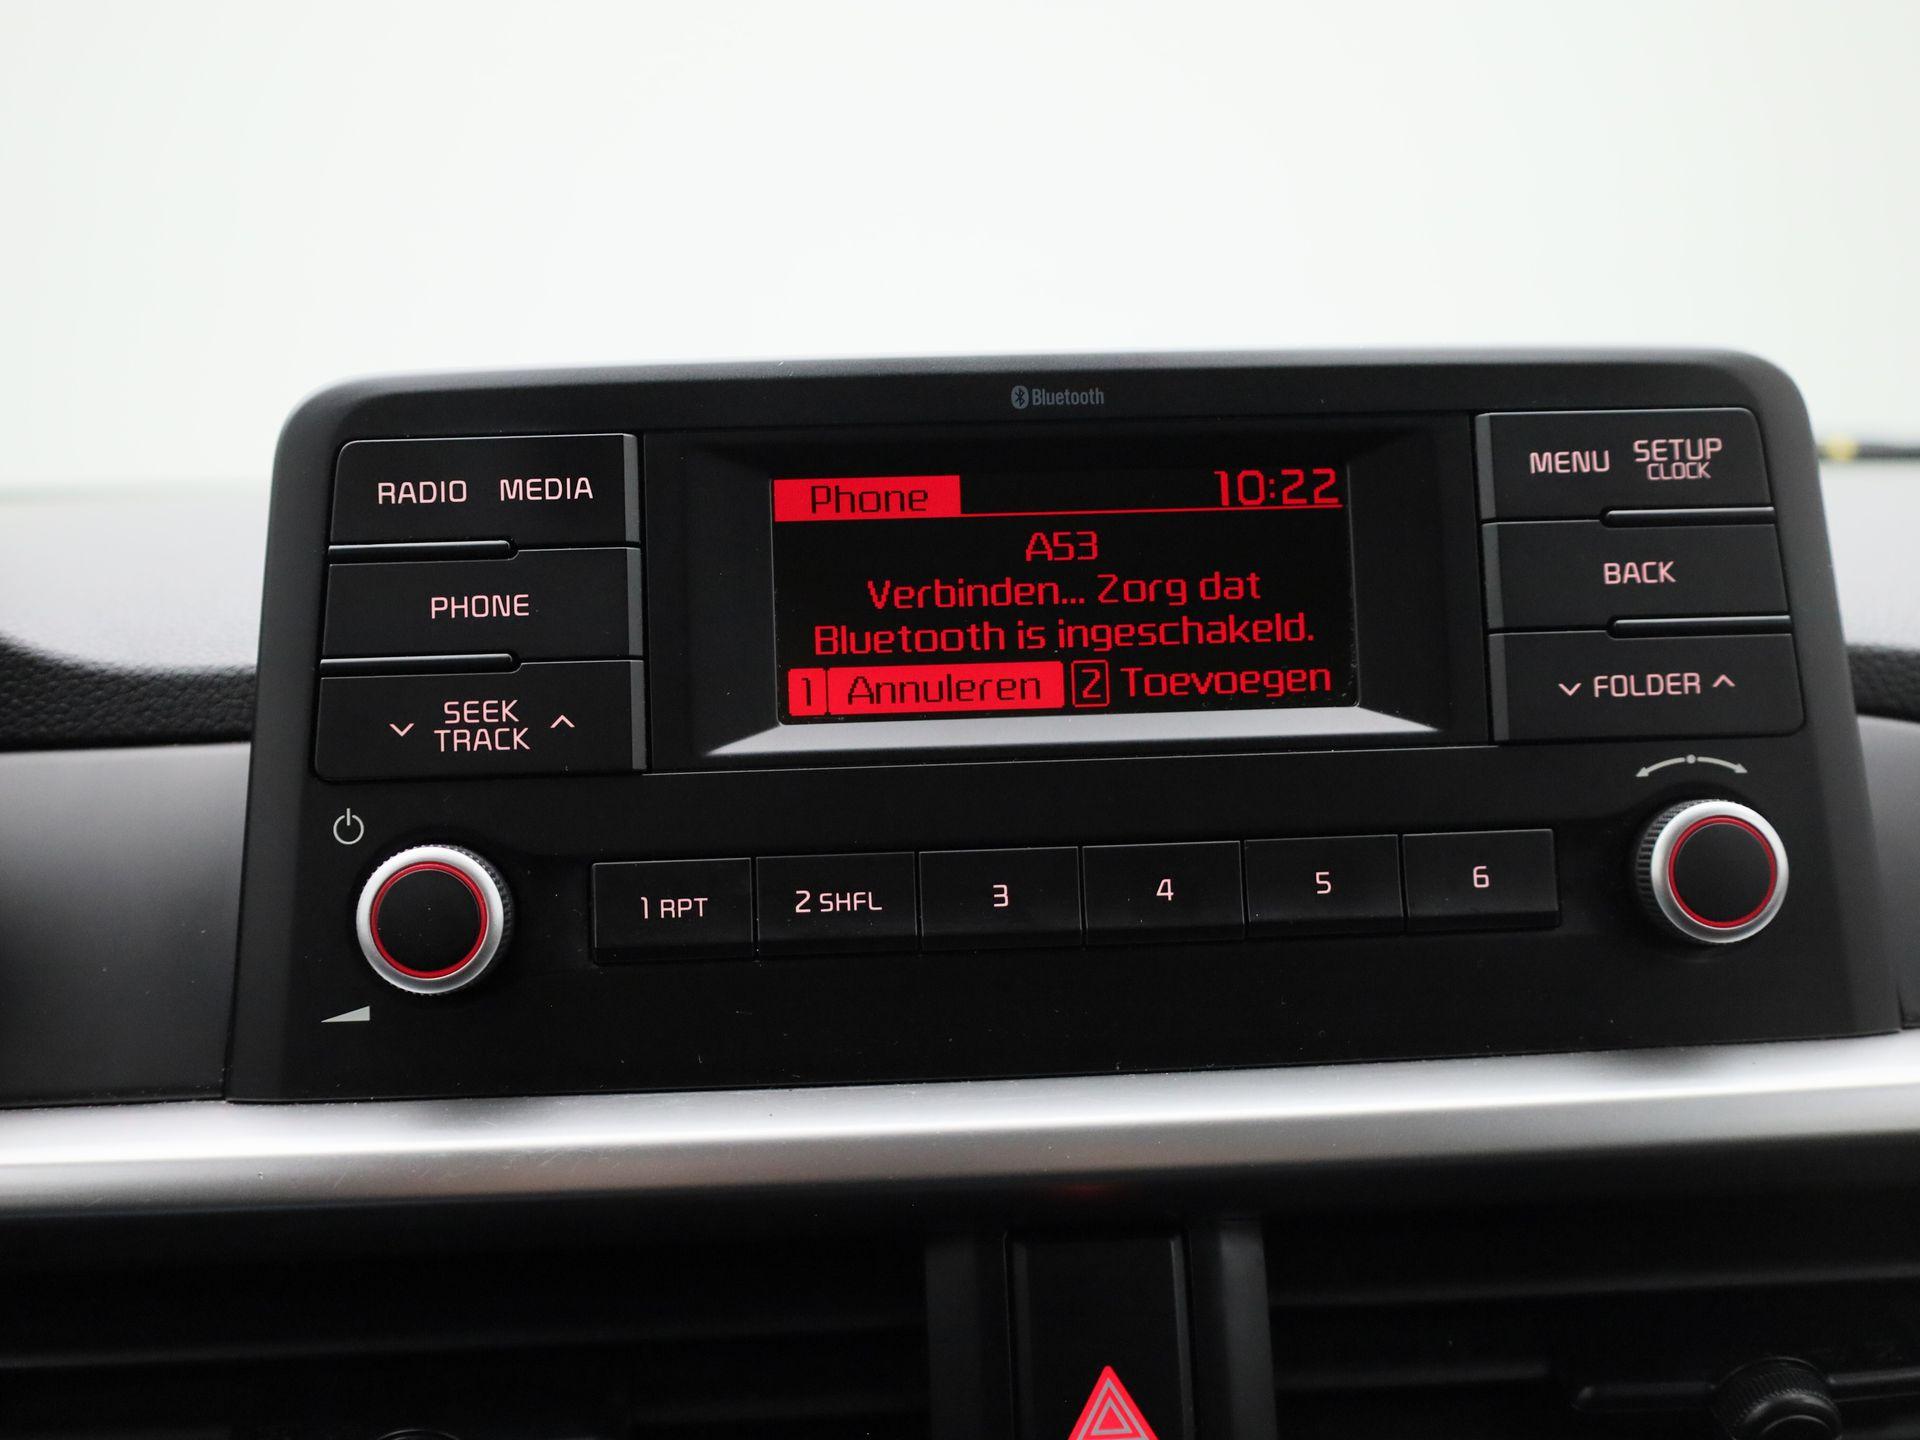 Bluetooth
RADIO MEDIA
PHONE
SEEK
TRACK
Phone 10:22
A53
Verbinden... Zorg dat
Bluetooth is ingeschakeld.
1 Annuleren 2 Toevoegen
MENU SETUP
CLOCK
BACK
FOLDER
1 RPT 2 SHFL 3 4 5 6